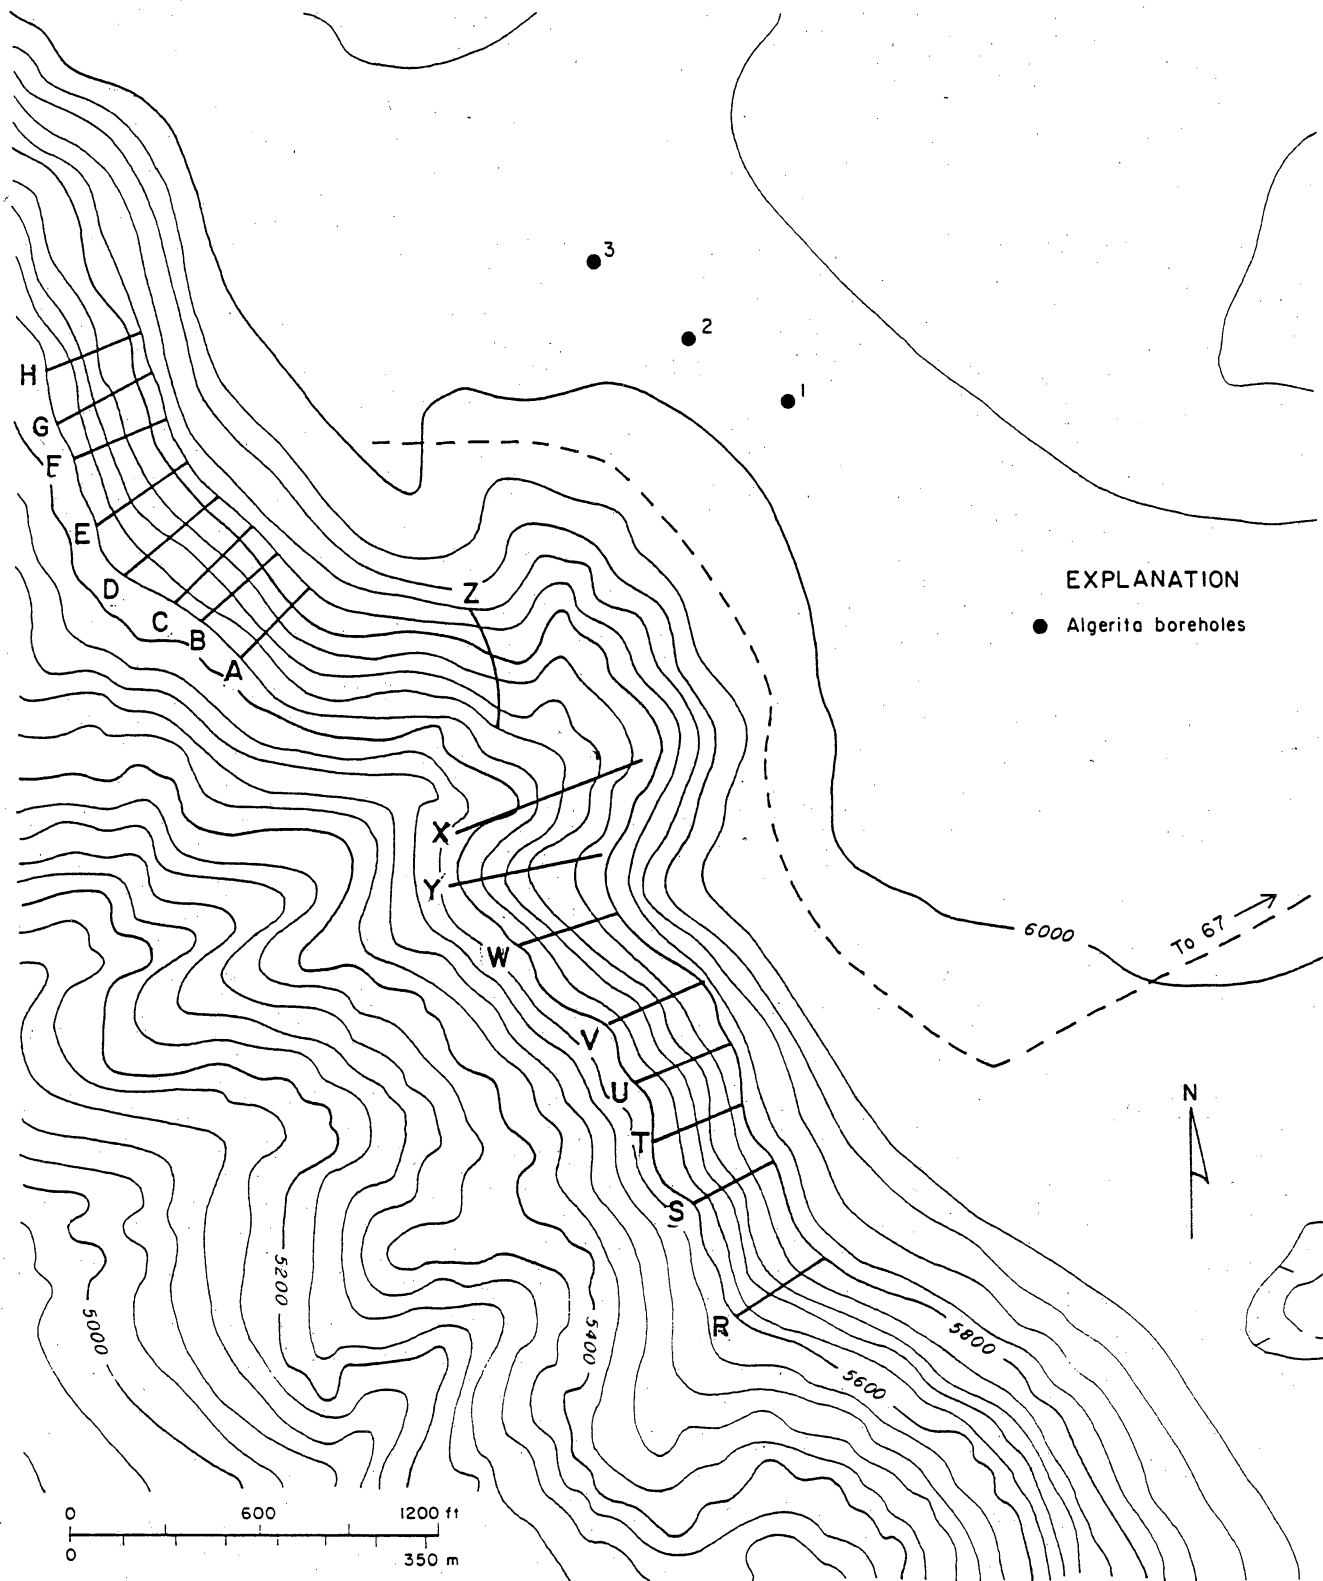 3
2
1
H
G
F
E
D
C
B
A
Z
EXPLANATION
Algerita boreholes
X
Y
W
V
U
T
S
R
6000
To 67
N
5200
5000
5400
5800
5600
0 600 1200 ft
0 350 m